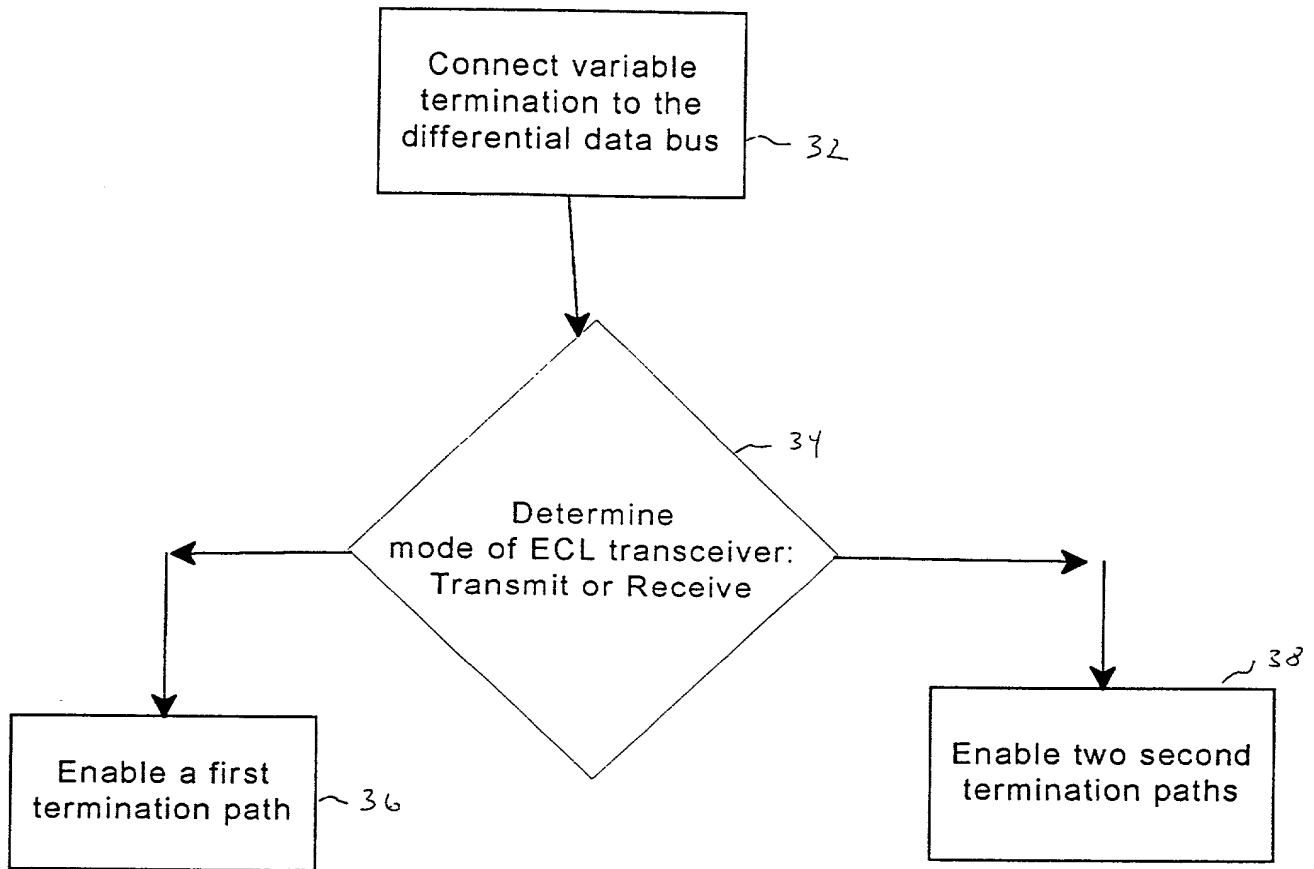 Connect variable
termination to the
differential data bus
32
34
Determine
mode of ECL transceiver:
Transmit or Receive
38
Enable a first
termination path
36
Enable two second
termination paths